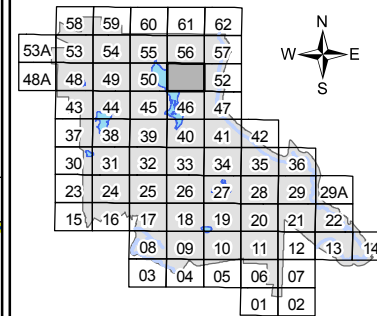 58 59 60 61 62
N
53A 53 54 55 56 57
W E
48A 48 49 50 52
S
43 44 45 46 47
37 38 39 40 41 42
30 31 32 33 34 35 36
23 24 25 26 27 28 29 29A
15 16 17 18 19 20 21 22
08 09 10 11 12 13 14
03 04 05 06 07
01 02